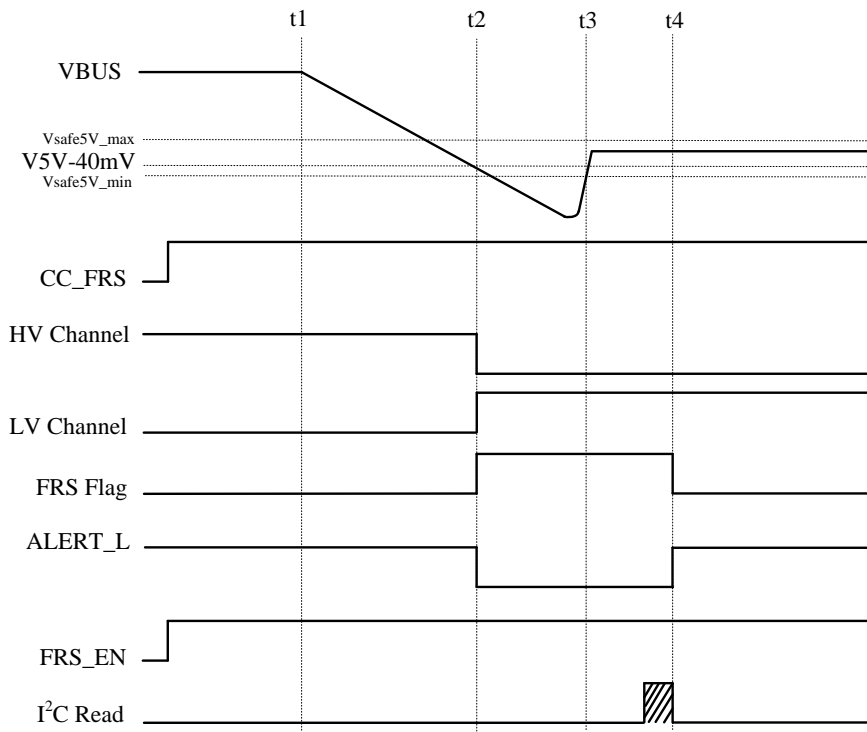 t1 t2 t3 t4
VBUS
Vsafe5V_max
V5V-40mV
Vsafe5V_min
CC_FRS
HV Channel
LV Channel
FRS Flag
ALERT_L
FRS_EN
I²C Read